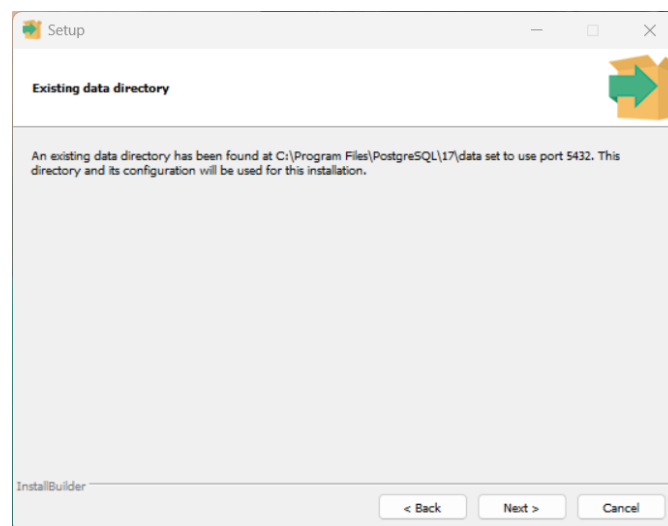 Setup
Existing data directory
An existing data directory has been found at C:\Program Files\PostgreSQL\17\data set to use port 5432. This
directory and its configuration will be used for this installation.
InstallBuilder
< Back
Next >
Cancel